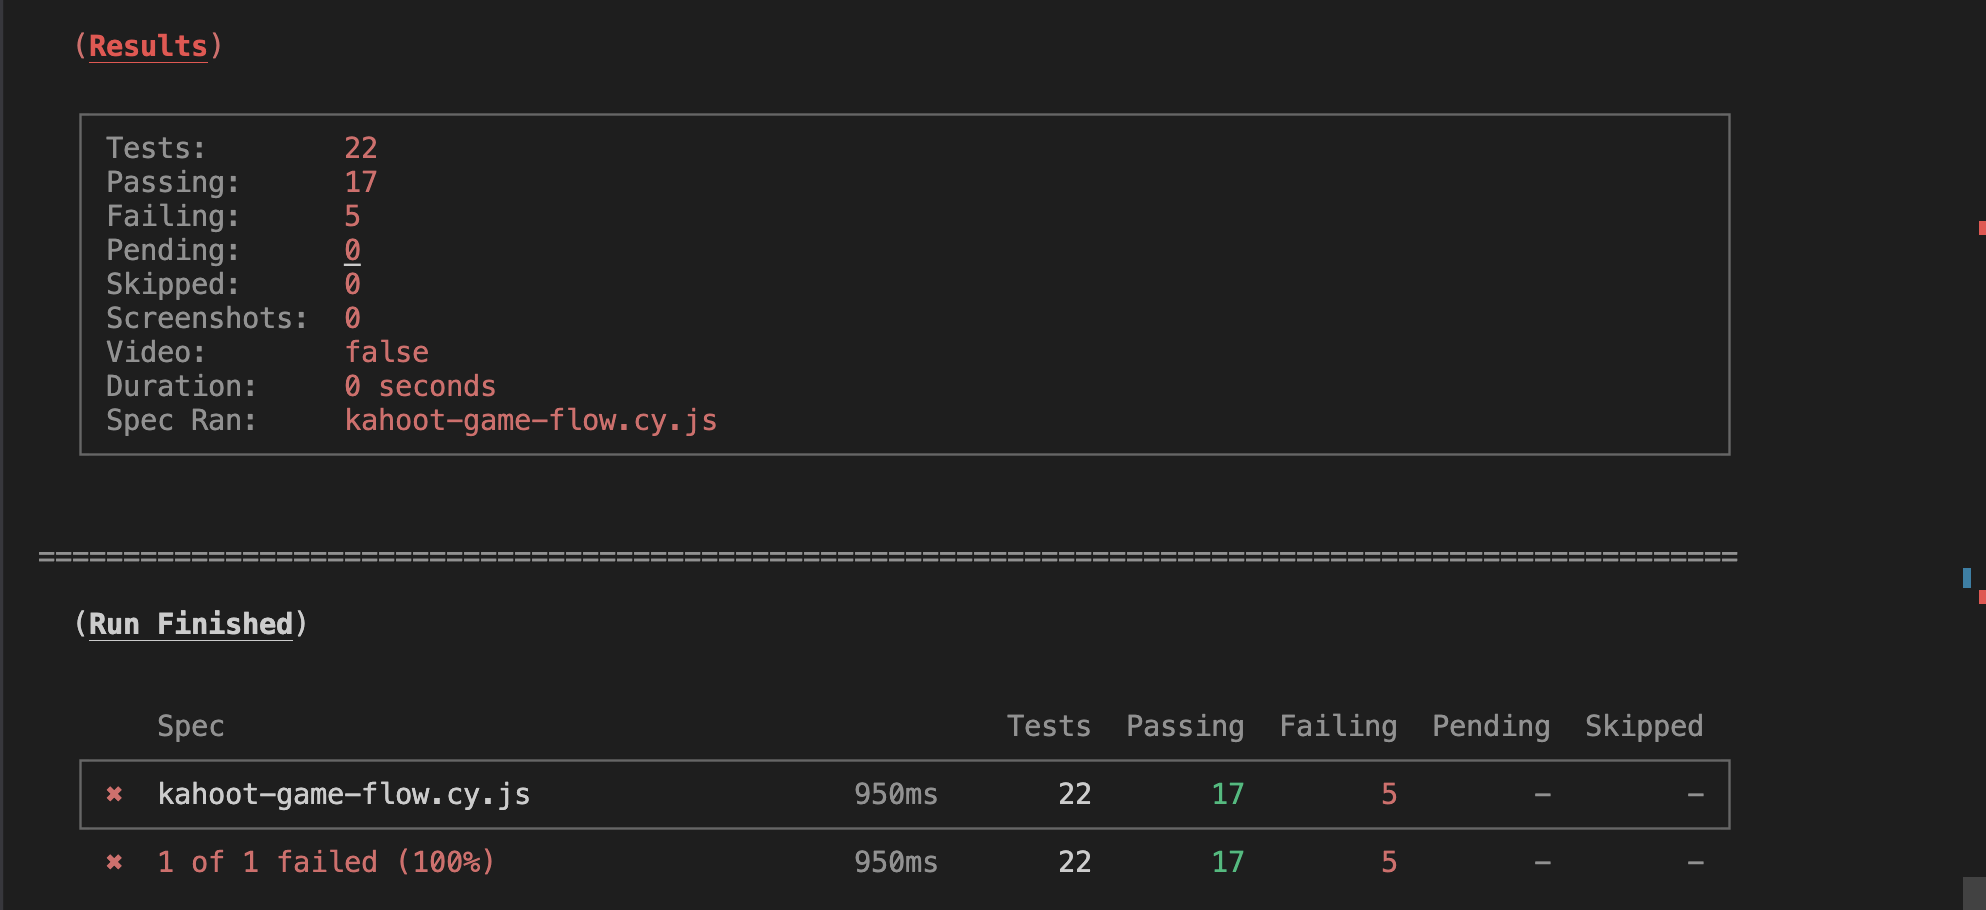 (Results)
Tests: 22
Passing: 17
Failing: 5
Pending: 0
Skipped: 0
Screenshots: 0
Video: false
Duration: 0 seconds
Spec Ran: kahoot-game-flow.cy.js
====================================================================================================
(Run Finished)
Spec Tests Passing Failing Pending Skipped
✖ kahoot-game-flow.cy.js 950ms 22 17 5 - -
✖ 1 of 1 failed (100%) 950ms 22 17 5 - -